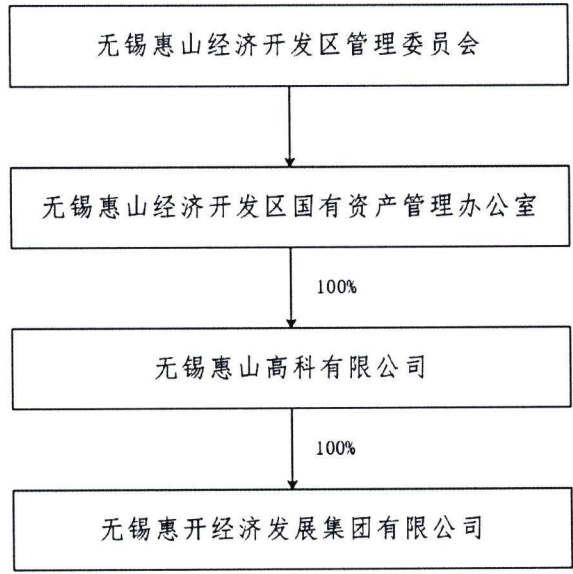 无锡惠山经济开发区管理委员会
无锡惠山经济开发区国有资产管理办公室
100%
无锡惠山高科有限公司
100%
无锡惠开经济发展集团有限公司